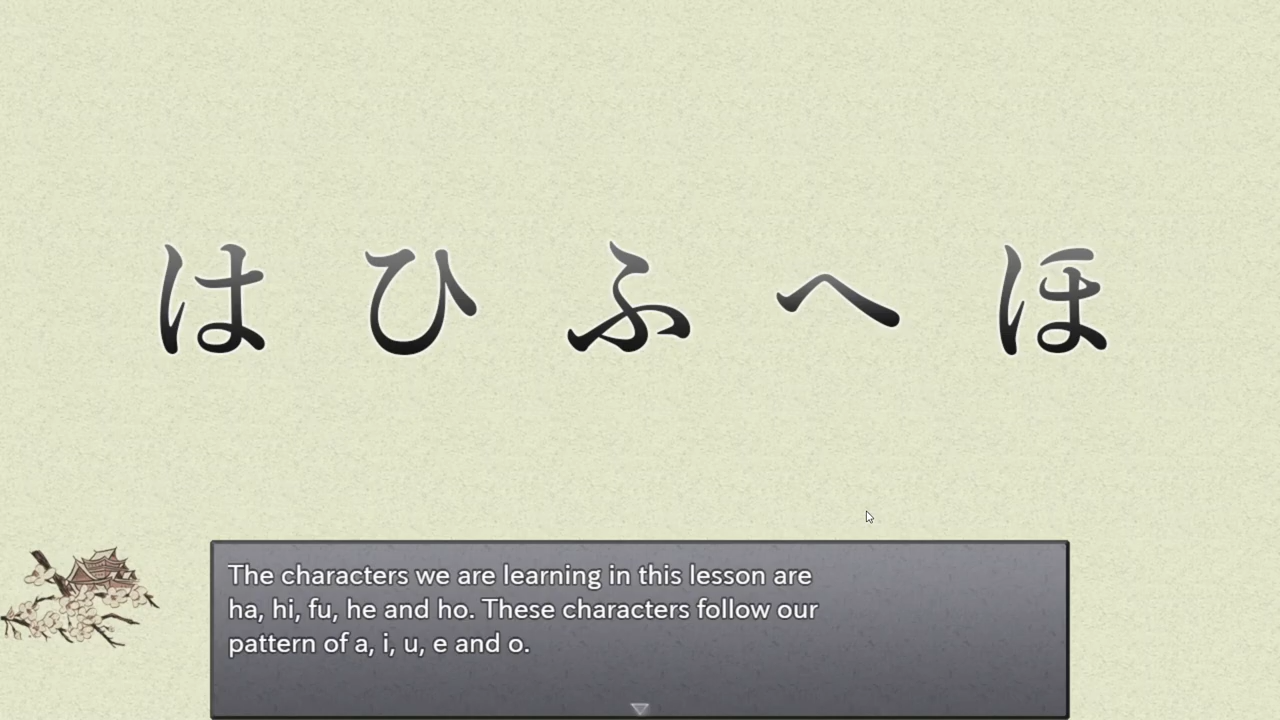 は ひ ふ へ ほ
The characters we are learning in this lesson are
ha, hi, fu, he and ho. These characters follow our
pattern of a, i, u, e and o.